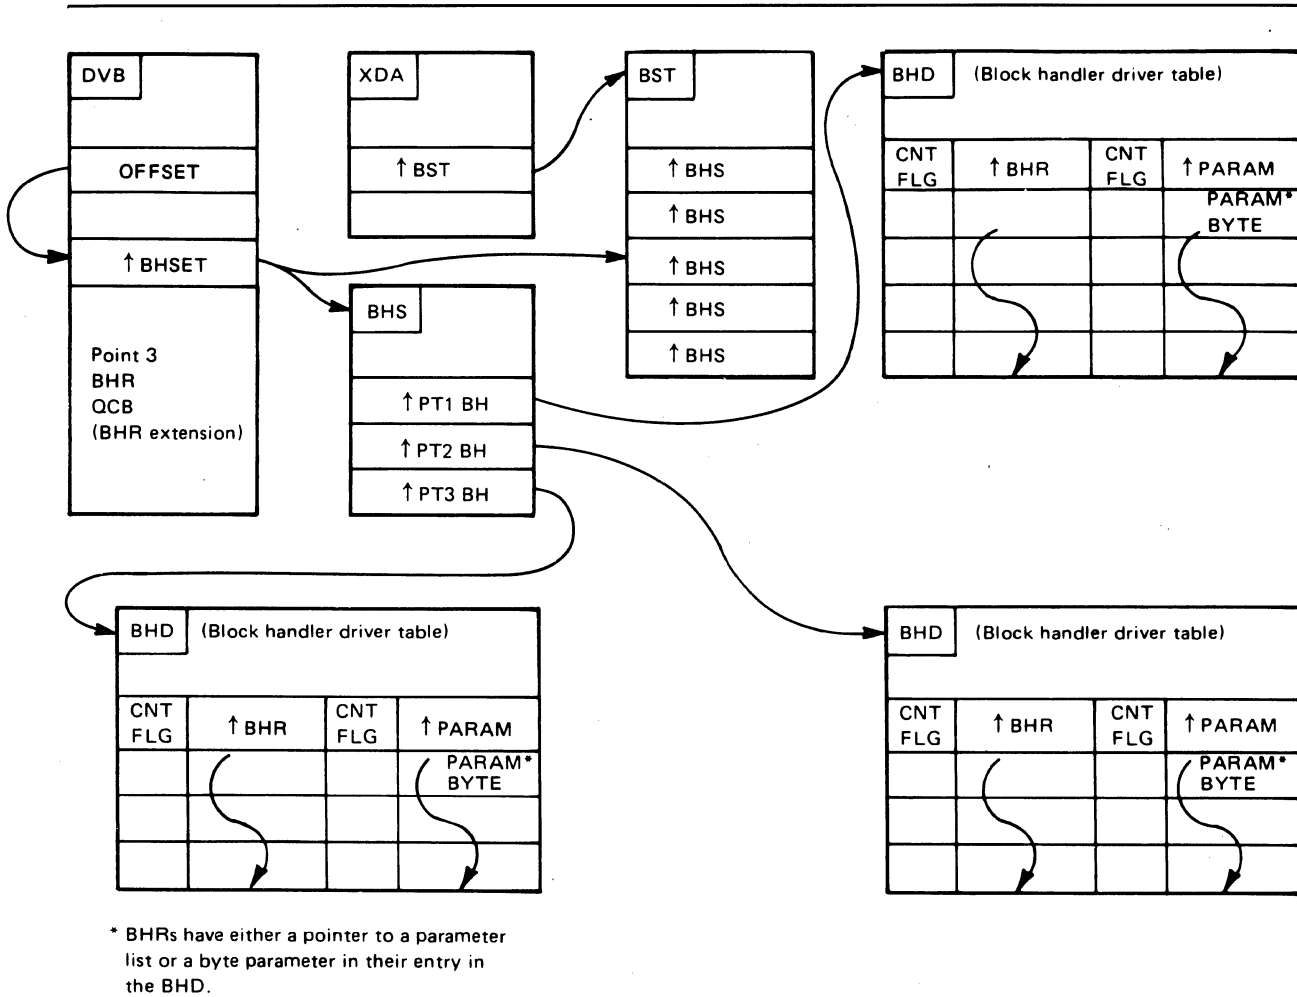 DVB
OFFSET
↑ BHSET
Point 3
BHR
QCB
(BHR extension)
XDA
↑ BST
BHS
↑ PT1 BH
↑ PT2 BH
↑ PT3 BH
BST
↑ BHS
↑ BHS
↑ BHS
↑ BHS
↑ BHS
BHD (Block handler driver table)
CNT FLG ↑ BHR CNT FLG ↑ PARAM
PARAM*
BYTE
BHD (Block handler driver table)
CNT FLG ↑ BHR CNT FLG ↑ PARAM
PARAM*
BYTE
BHD (Block handler driver table)
CNT FLG ↑ BHR CNT FLG ↑ PARAM
PARAM*
BYTE
* BHRs have either a pointer to a parameter
list or a byte parameter in their entry in
the BHD.